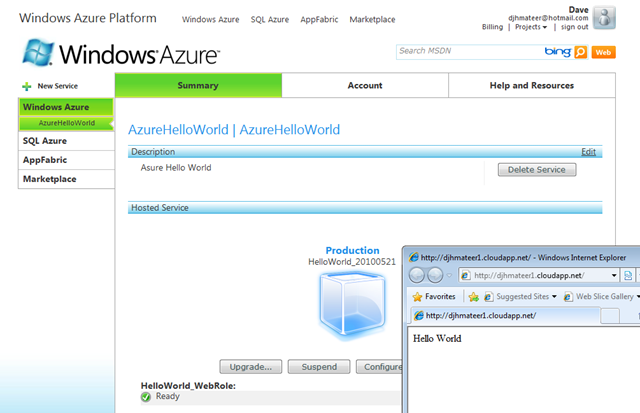 Dave
djhmateer@hotmail.com
Billing | Projects | sign out
Windows Azure Platform Windows Azure SQL Azure AppFabric Marketplace
Windows Azure
Search MSDN bing Web
New Service
Summary Account Help and Resources
Windows Azure
AzureHelloWorld
SQL Azure
AppFabric
Marketplace
AzureHelloWorld | AzureHelloWorld
Description Edit
Asure Hello World Delete Service
Hosted Service
Production
HelloWorld_20100521
Upgrade... Suspend Configure
HelloWorld_WebRole:
Ready
http://djhmateer1.cloudapp.net/ - Windows Internet Explorer
http://djhmateer1.cloudapp.net/
Favorites Suggested Sites Web Slice Gallery
http://djhmateer1.cloudapp.net/
Hello World